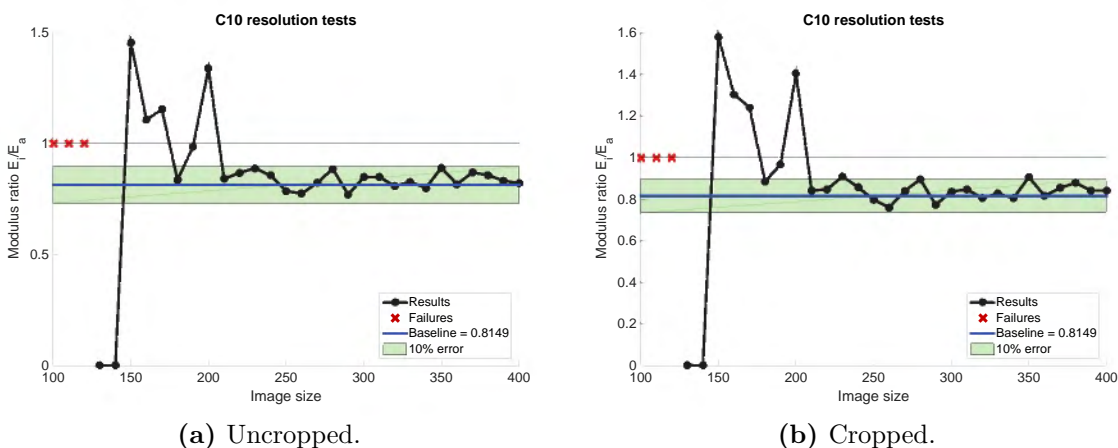 C10 resolution tests
1.5
1
0.5
0
Modulus ratio E_i/E_a
100 150 200 250 300 350 400
Image size
Results
Failures
Baseline = 0.8149
10% error
(a) Uncropped.
C10 resolution tests
1.6
1.4
1.2
1
0.8
0.6
0.4
0.2
0
Modulus ratio E_i/E_a
100 150 200 250 300 350 400
Image size
Results
Failures
Baseline = 0.8149
10% error
(b) Cropped.